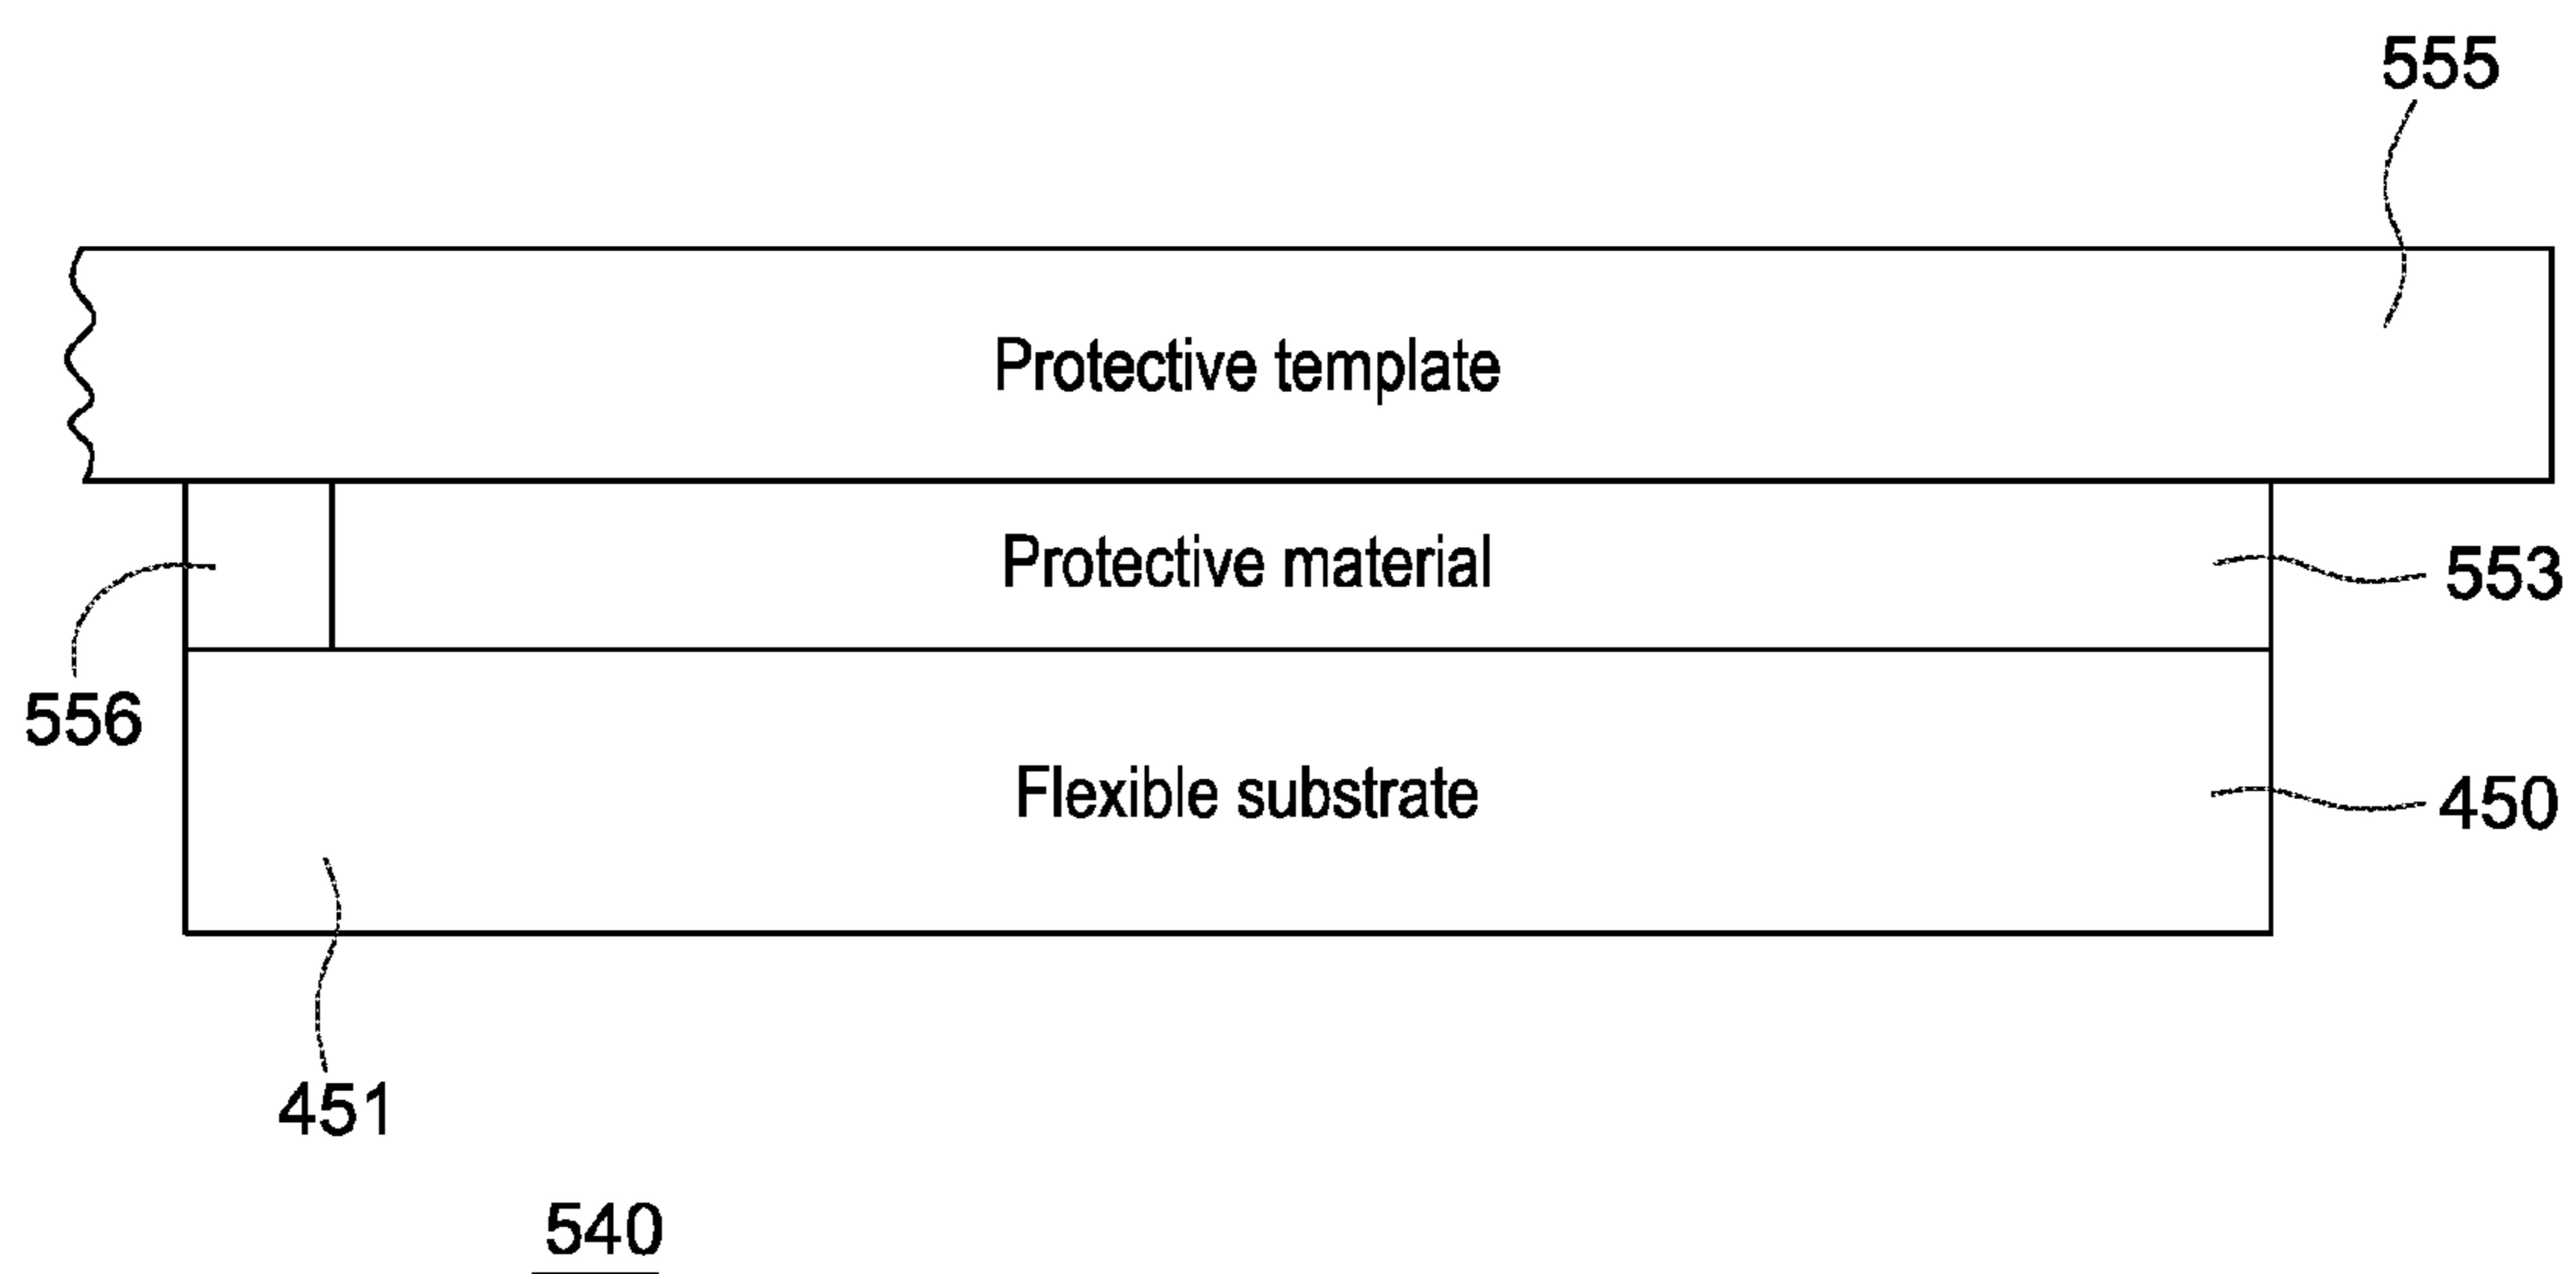 555
Protective template
Protective material
553
556
Flexible substrate
450
451
540